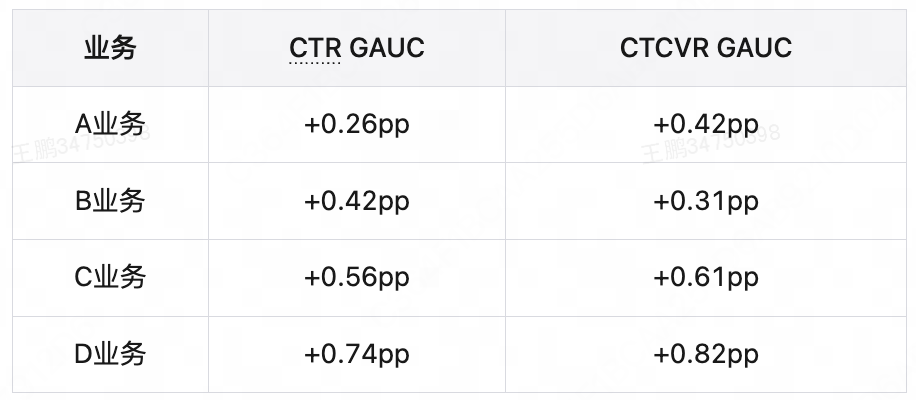 业务 CTR GAUC CTCVR GAUC
A业务 +0.26pp +0.42pp
B业务 +0.42pp +0.31pp
C业务 +0.56pp +0.61pp
D业务 +0.74pp +0.82pp